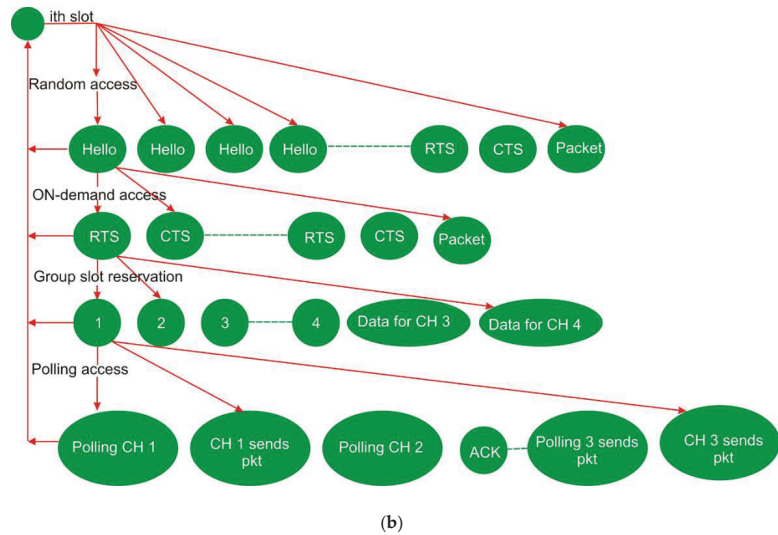 ith slot
Random access
Hello Hello Hello Hello RTS CTS Packet
ON-demand access
RTS CTS RTS CTS Packet
Group slot reservation
1 2 3 4 Data for CH 3 Data for CH 4
Polling access
Polling CH 1 CH 1 sends pkt Polling CH 2 ACK Polling 3 sends pkt CH 3 sends pkt
(b)